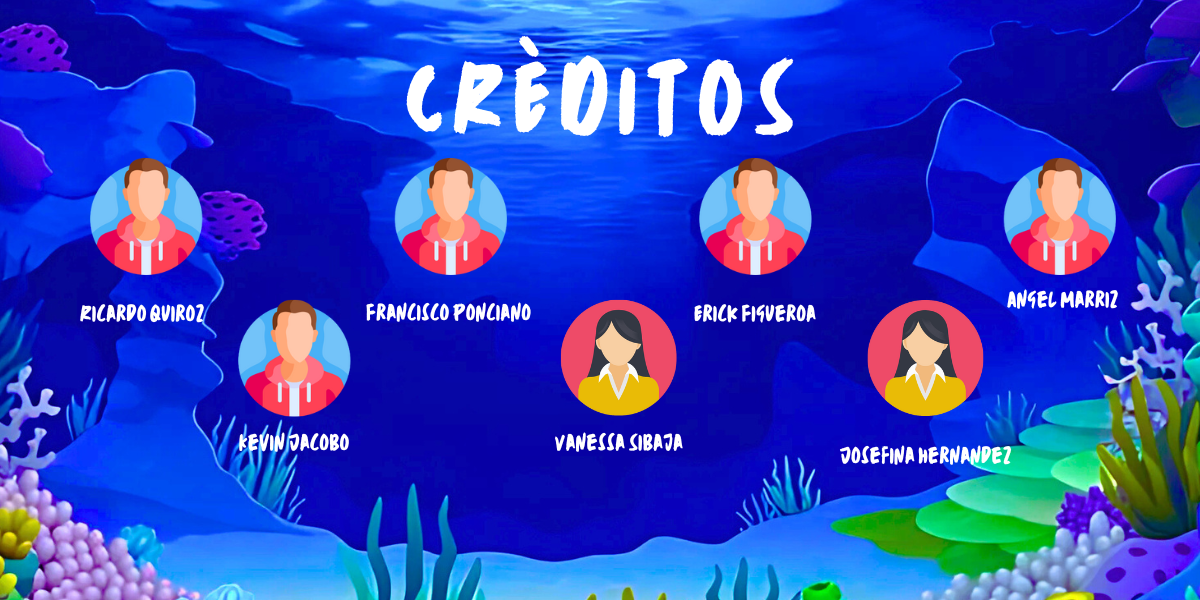 CRÈDITOS
RICARDO QUIROZ
FRANCISCO PONCIANO
ERICK FIGUEROA
ANGEL MARRIZ
KEVIN JACOBO
VANESSA SIBAJA
JOSEFINA HERNANDEZ